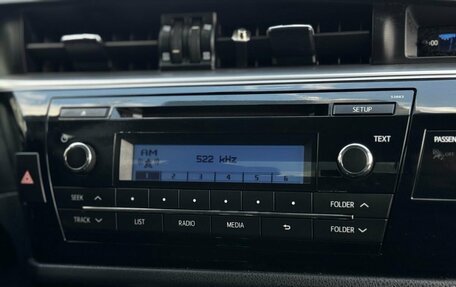 :00
SETUP
TEXT
PASSEN
AM
522 kHz
1 2 3 4 5 6
SEEK
FOLDER
TRACK
LIST
RADIO
MEDIA
FOLDER